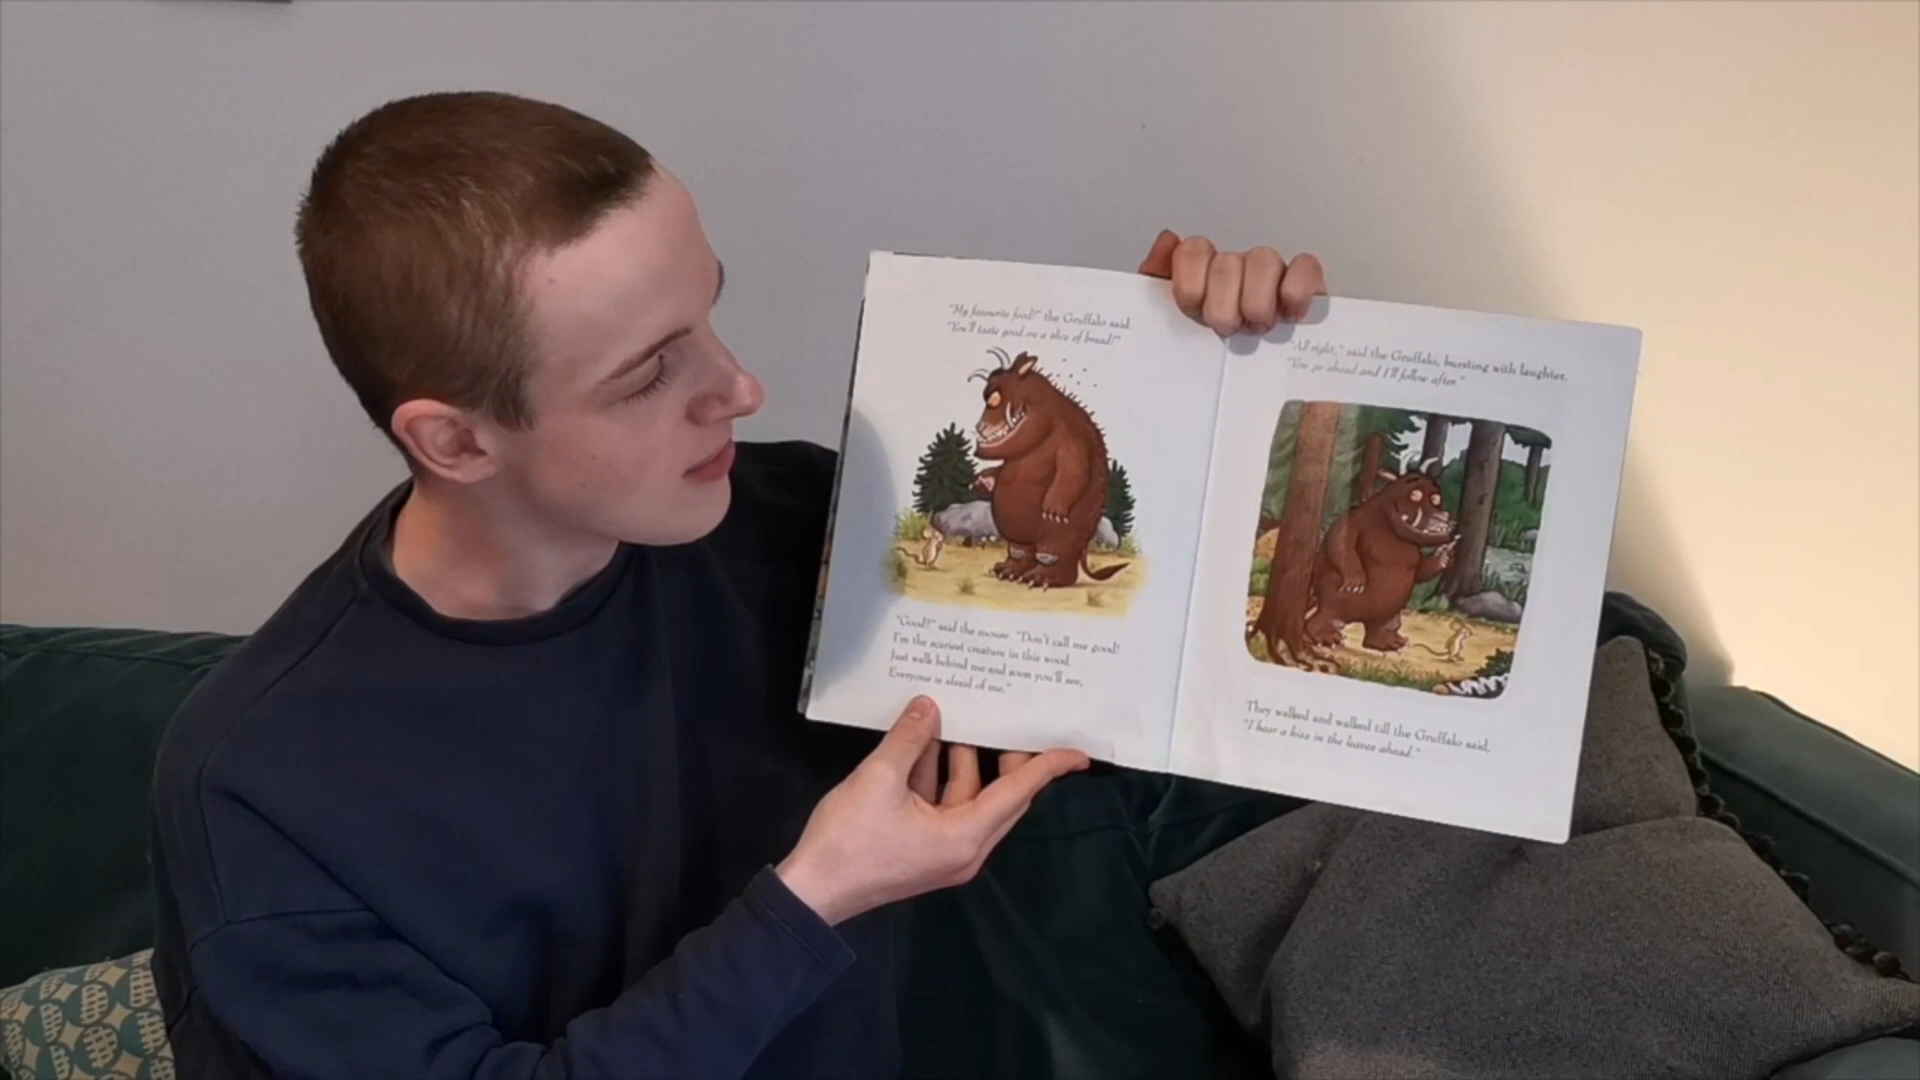 "My favourite food!" the Gruffalo said.
"You'll taste good on a slice of bread!"
"Good?" said the mouse. "Don't call me good!
I'm the scariest creature in this wood.
Just walk behind me and soon you'll see,
Everyone is afraid of me."
"All right," said the Gruffalo, bursting with laughter.
"You go ahead and I'll follow after."
They walked and walked till the Gruffalo said,
"I hear a hiss in the leaves ahead."